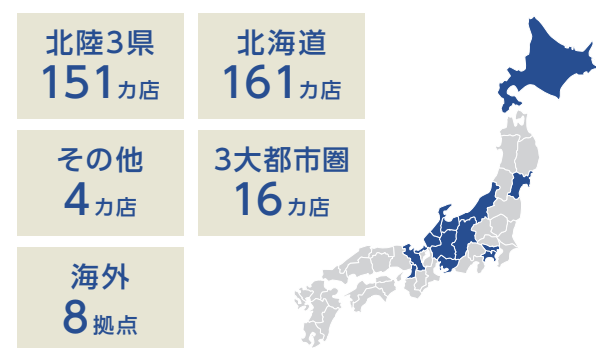 北陸3県
151カ店
北海道
161カ店
その他
4カ店
3大都市圏
16カ店
海外
8拠点